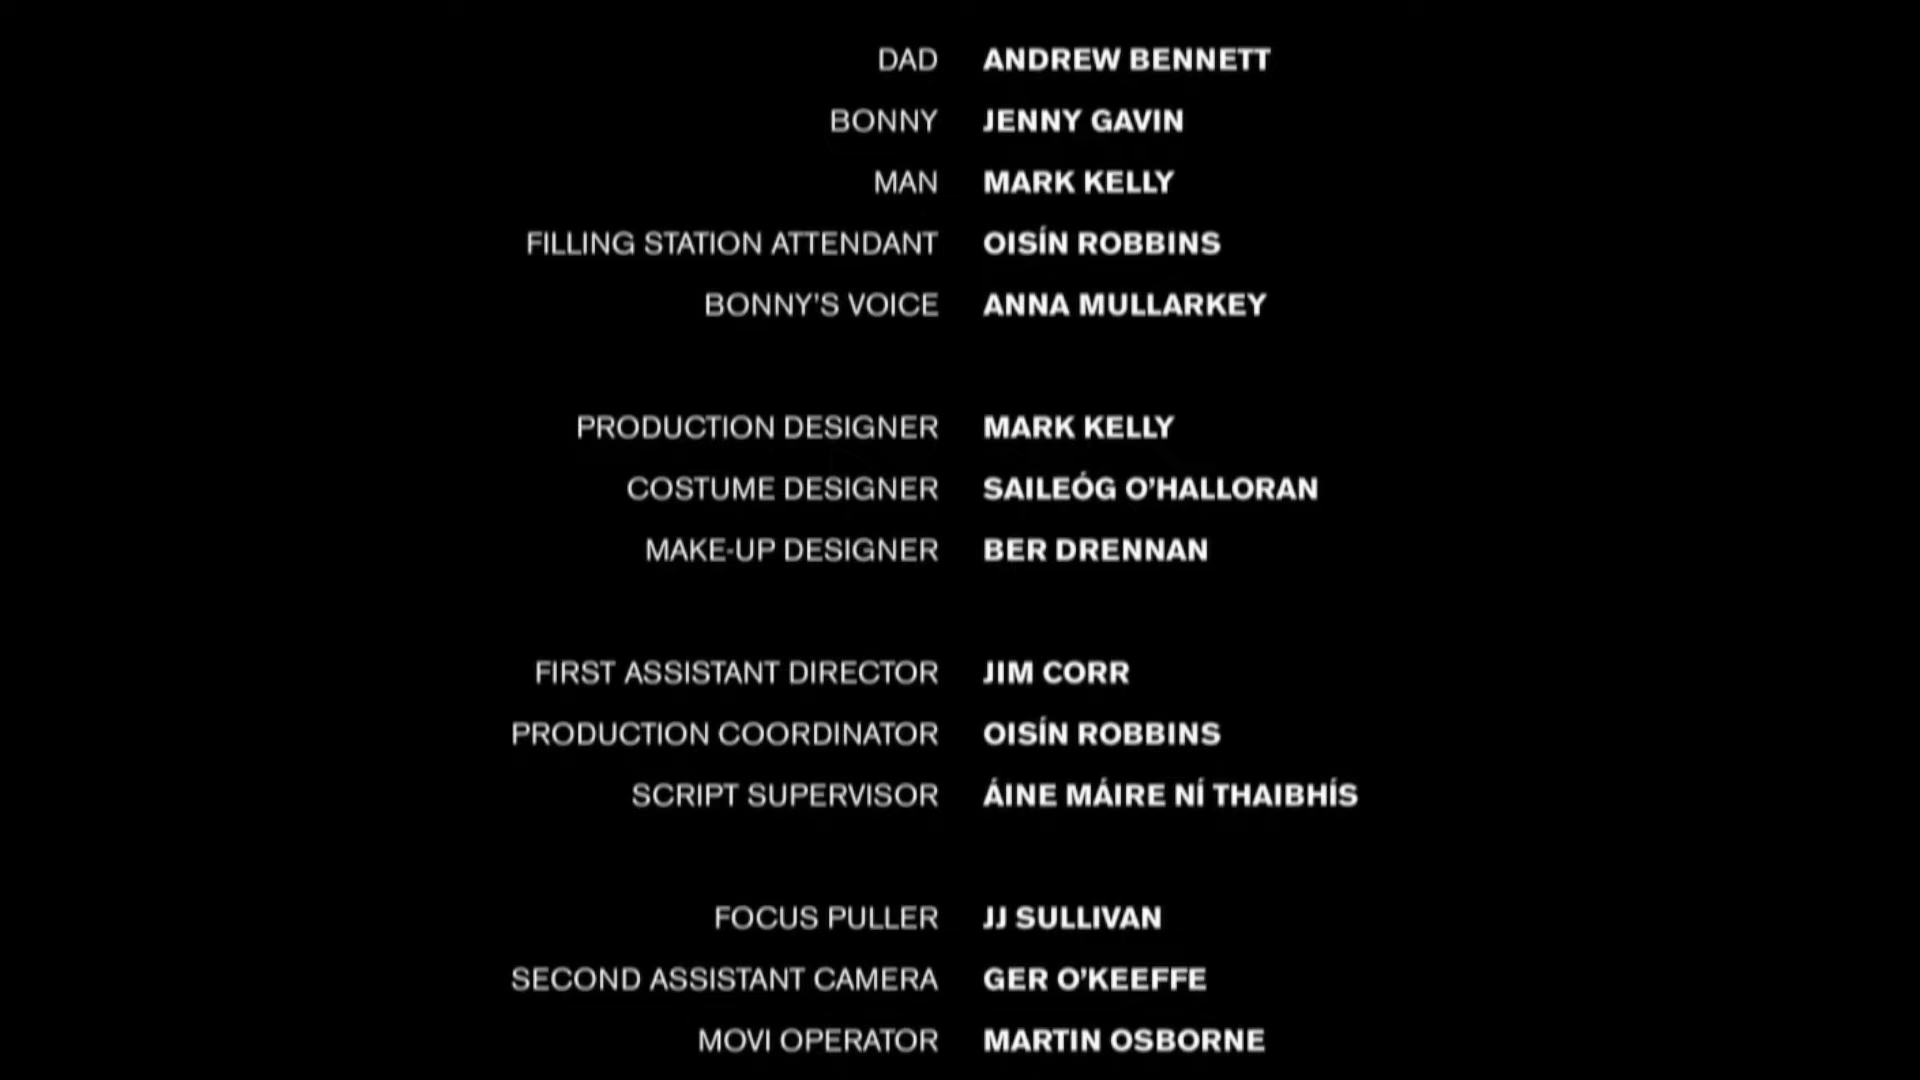 DAD ANDREW BENNETT
BONNY JENNY GAVIN
MAN MARK KELLY
FILLING STATION ATTENDANT OISÍN ROBBINS
BONNY'S VOICE ANNA MULLARKEY
PRODUCTION DESIGNER MARK KELLY
COSTUME DESIGNER SAILEÓG O'HALLORAN
MAKE-UP DESIGNER BER DRENNAN
FIRST ASSISTANT DIRECTOR JIM CORR
PRODUCTION COORDINATOR OISÍN ROBBINS
SCRIPT SUPERVISOR ÁINE MÁIRE NÍ THAIBHÍS
FOCUS PULLER JJ SULLIVAN
SECOND ASSISTANT CAMERA GER O'KEEFFE
MOVI OPERATOR MARTIN OSBORNE